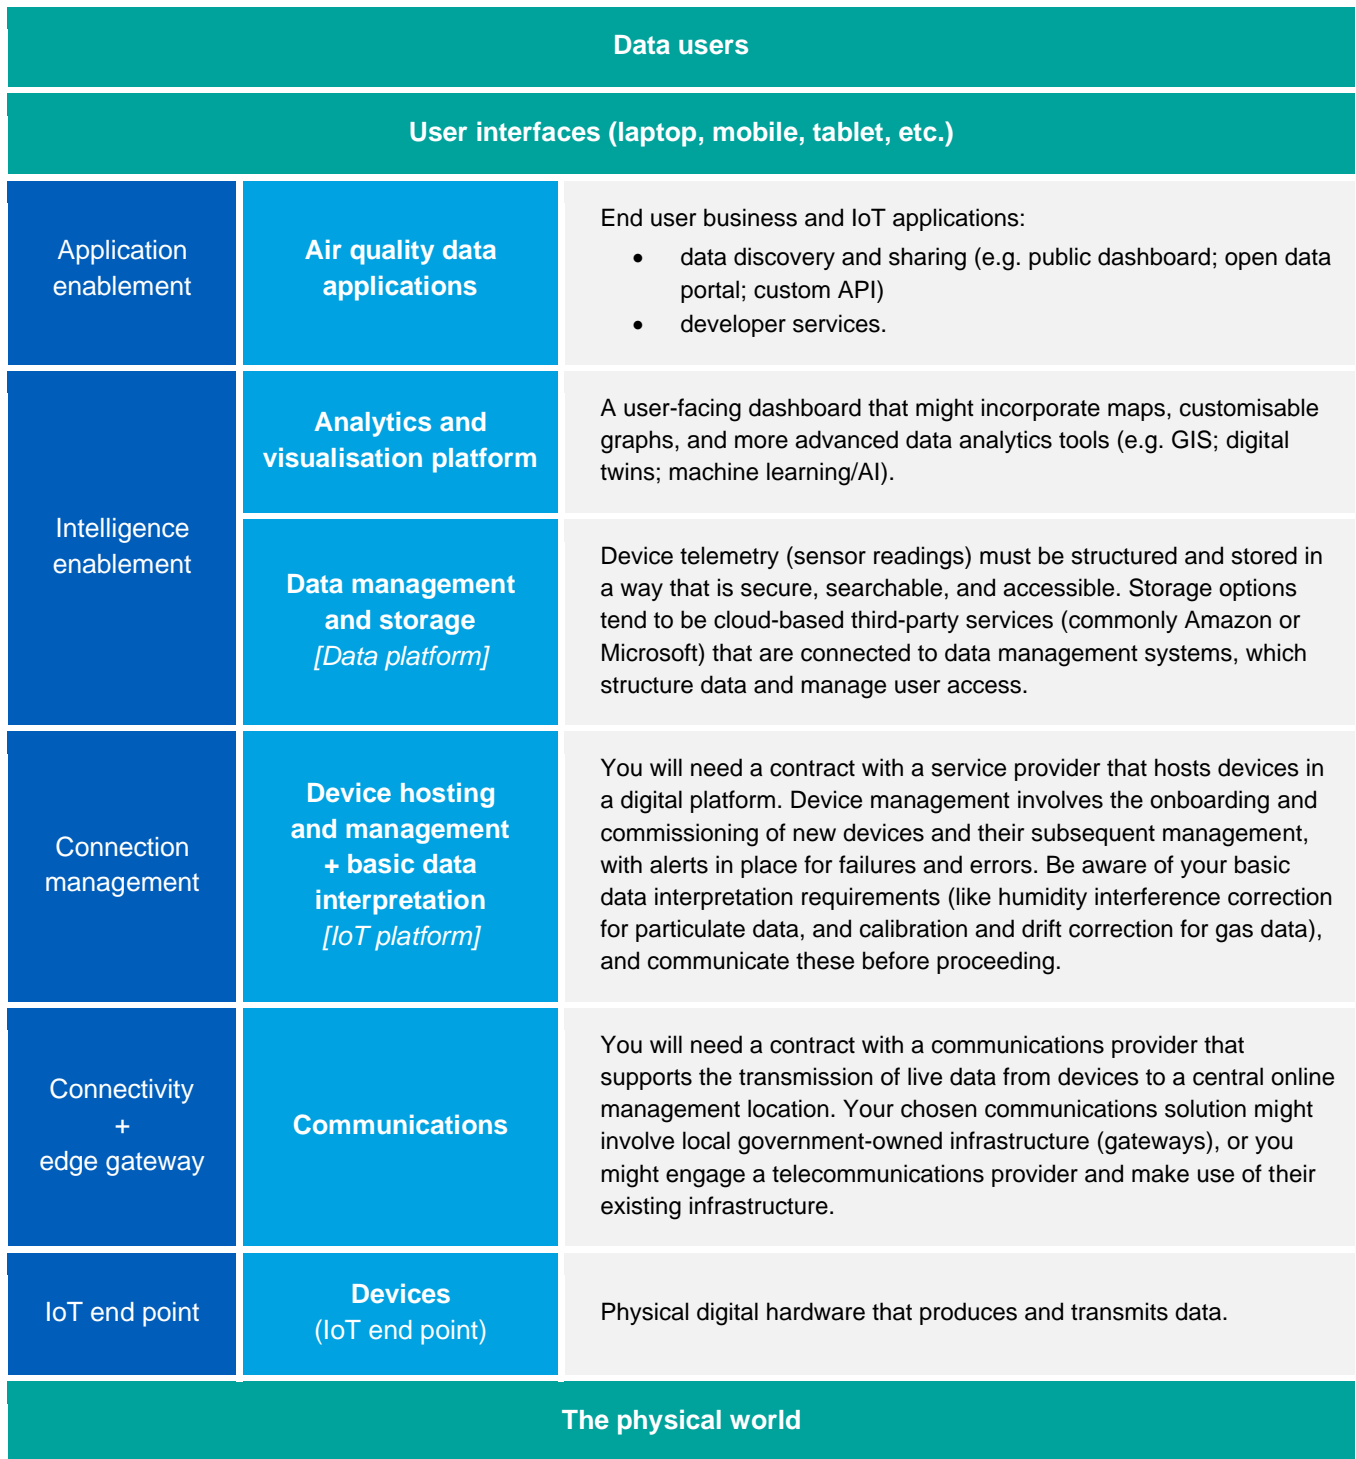 Data users
User interfaces (laptop, mobile, tablet, etc.)
Application
enablement
Air quality data
applications
End user business and IoT applications:
• data discovery and sharing (e.g. public dashboard; open data
portal; custom API)
• developer services.
Intelligence
enablement
Analytics and
visualisation platform
A user-facing dashboard that might incorporate maps, customisable
graphs, and more advanced data analytics tools (e.g. GIS; digital
twins; machine learning/AI).
Data management
and storage
[Data platform]
Device telemetry (sensor readings) must be structured and stored in
a way that is secure, searchable, and accessible. Storage options
tend to be cloud-based third-party services (commonly Amazon or
Microsoft) that are connected to data management systems, which
structure data and manage user access.
Connection
management
Device hosting
and management
+ basic data
interpretation
[IoT platform]
You will need a contract with a service provider that hosts devices in
a digital platform. Device management involves the onboarding and
commissioning of new devices and their subsequent management,
with alerts in place for failures and errors. Be aware of your basic
data interpretation requirements (like humidity interference correction
for particulate data, and calibration and drift correction for gas data),
and communicate these before proceeding.
Connectivity
+
edge gateway
Communications
You will need a contract with a communications provider that
supports the transmission of live data from devices to a central online
management location. Your chosen communications solution might
involve local government-owned infrastructure (gateways), or you
might engage a telecommunications provider and make use of their
existing infrastructure.
IoT end point
Devices
(IoT end point)
Physical digital hardware that produces and transmits data.
The physical world